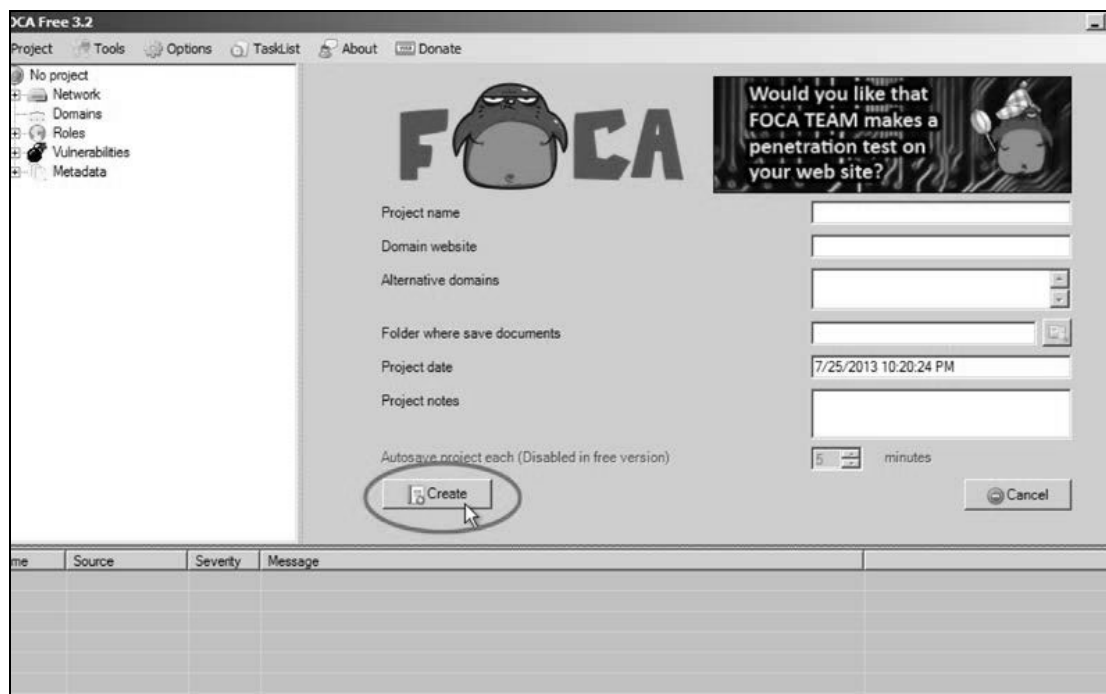 OCA Free 3.2
Project Tools Options TaskList About Donate
No project
Network
Domains
Roles
Vulnerabilities
Metadata
FOCA
Would you like that
FOCA TEAM makes a
penetration test on
your web site?
Project name
Domain website
Alternative domains
Folder where save documents
Project date 7/25/2013 10:20:24 PM
Project notes
Autosave project each (Disabled in free version) 5 minutes
Create Cancel
me Source Severity Message